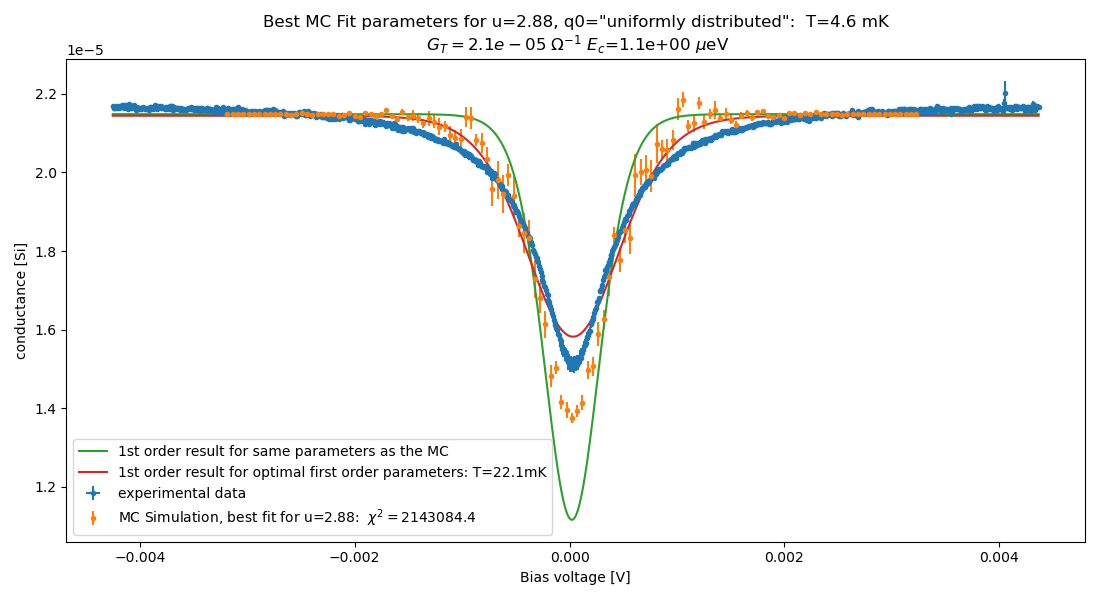 Best MC Fit parameters for u=2.88, q0="uniformly distributed":  T=4.6 mK
$G_T = 2.1e-05\ \Omega^{-1}$ $E_c$=1.1e+00 $\mu$eV
1e−5
2.2
2.0
1.8
1.6
1.4
1.2
conductance [Si]
1st order result for same parameters as the MC
1st order result for optimal first order parameters: T=22.1mK
experimental data
MC Simulation, best fit for u=2.88:  $\chi^2 = 2143084.4$
−0.004 −0.002 0.000 0.002 0.004
Bias voltage [V]